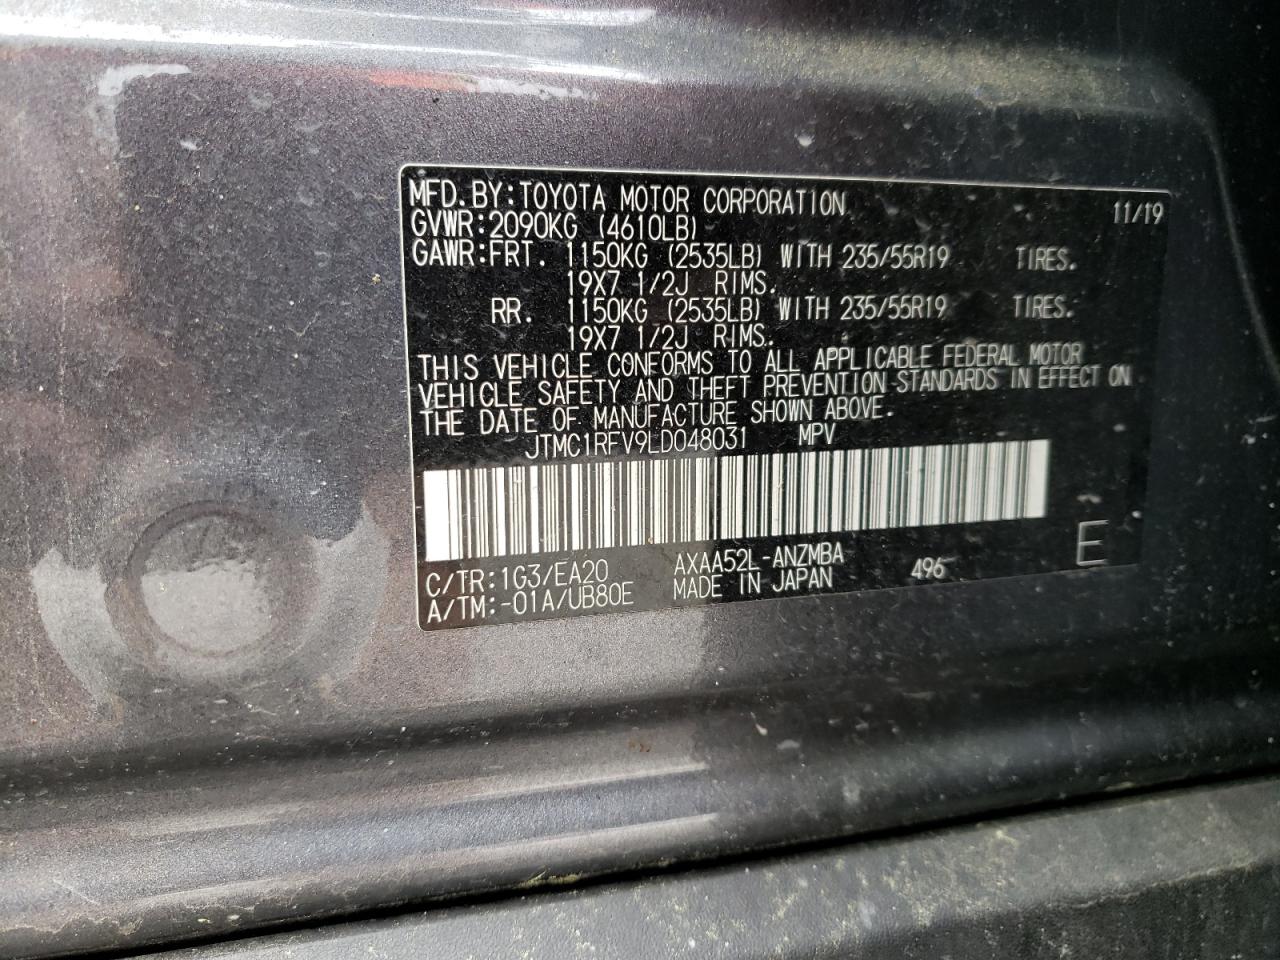 MFD. BY: TOYOTA MOTOR CORPORATION 11/19
GVWR: 2090KG (4610LB)
GAWR: FRT. 1150KG (2535LB) WITH 235/55R19 TIRES.
19X7 1/2J RIMS.
RR. 1150KG (2535LB) WITH 235/55R19 TIRES.
19X7 1/2J RIMS.
THIS VEHICLE CONFORMS TO ALL APPLICABLE FEDERAL MOTOR
VEHICLE SAFETY AND THEFT PREVENTION STANDARDS IN EFFECT ON
THE DATE OF MANUFACTURE SHOWN ABOVE.
JTMC1RFV9LD048031 MPV
C/TR: 1G3/EA20 AXAA52L-ANZMBA 496 E
A/TM: -01A/UB80E MADE IN JAPAN